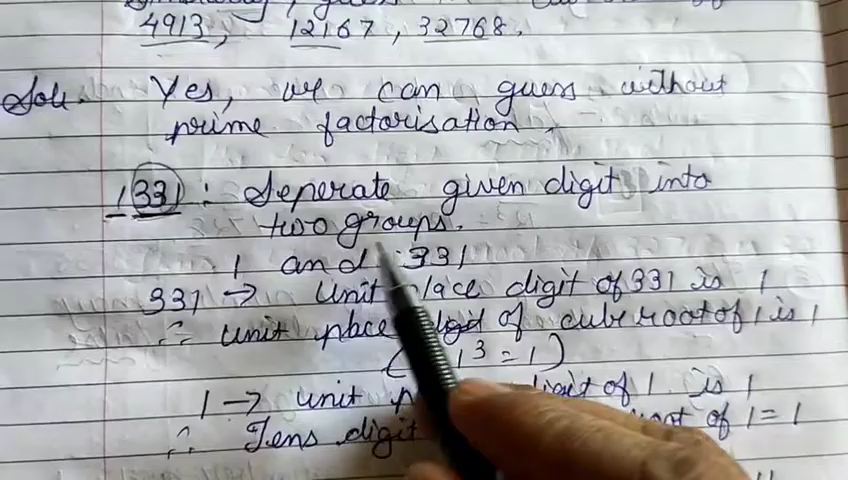 4913, 12167, 32768.
Soln. Yes, we can guess without
prime factorisation.
1331 : Seperate given digit into
two groups.
1 and 331
331 → Unit place digit of 331 is 1
∴ unit place digit of cube root of 1 is 1
( 1³ = 1 )
1 → unit digit of 1 is 1
∴ Tens digit of 1 = 1